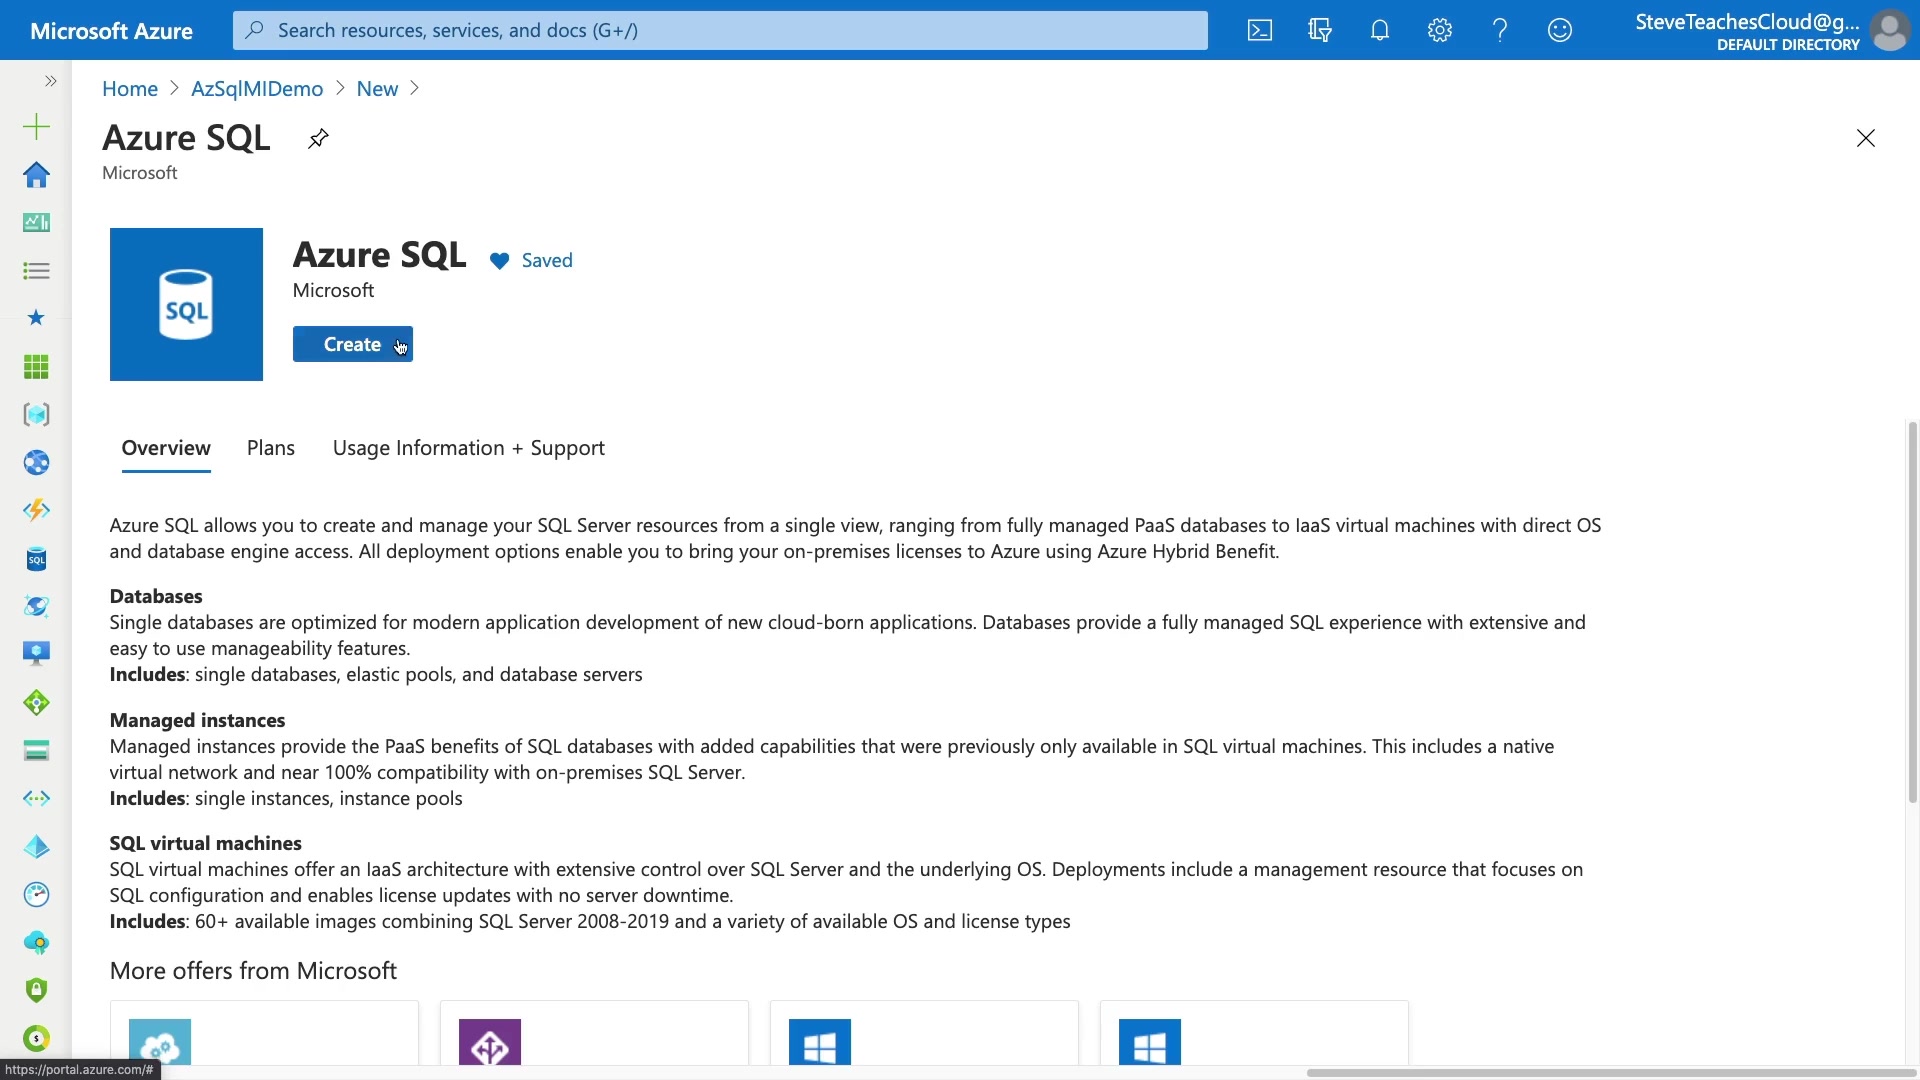 Microsoft Azure
Search resources, services, and docs (G+/)
SteveTeachesCloud@g...
DEFAULT DIRECTORY
Home > AzSqlMIDemo > New >
Azure SQL
Microsoft
Azure SQL Saved
Microsoft
SQL
Create
Overview Plans Usage Information + Support
Azure SQL allows you to create and manage your SQL Server resources from a single view, ranging from fully managed PaaS databases to IaaS virtual machines with direct OS
and database engine access. All deployment options enable you to bring your on-premises licenses to Azure using Azure Hybrid Benefit.
Databases
Single databases are optimized for modern application development of new cloud-born applications. Databases provide a fully managed SQL experience with extensive and
easy to use manageability features.
Includes: single databases, elastic pools, and database servers
Managed instances
Managed instances provide the PaaS benefits of SQL databases with added capabilities that were previously only available in SQL virtual machines. This includes a native
virtual network and near 100% compatibility with on-premises SQL Server.
Includes: single instances, instance pools
SQL virtual machines
SQL virtual machines offer an IaaS architecture with extensive control over SQL Server and the underlying OS. Deployments include a management resource that focuses on
SQL configuration and enables license updates with no server downtime.
Includes: 60+ available images combining SQL Server 2008-2019 and a variety of available OS and license types
More offers from Microsoft
SQL
https://portal.azure.com/#